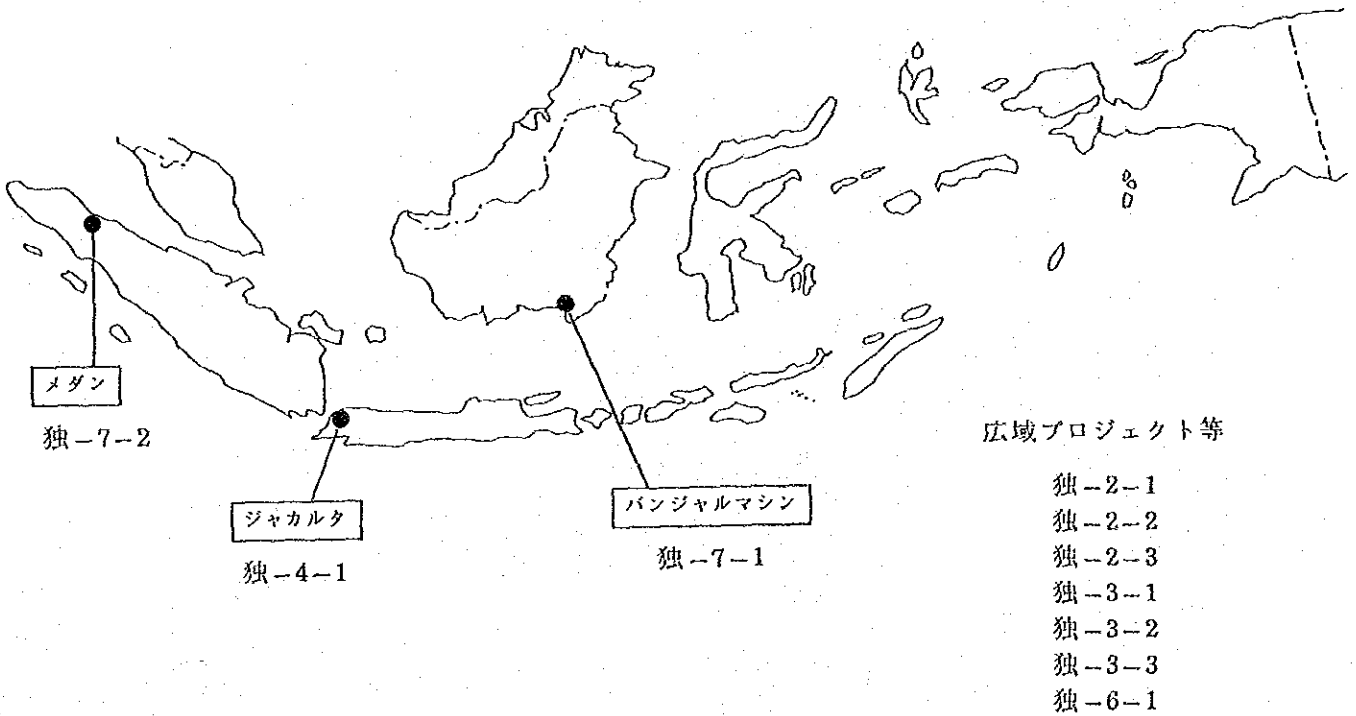 メダン
独-7-2
ジャカルタ
独-4-1
バンジャルマシン
独-7-1
広域プロジェクト等
独-2-1
独-2-2
独-2-3
独-3-1
独-3-2
独-3-3
独-6-1